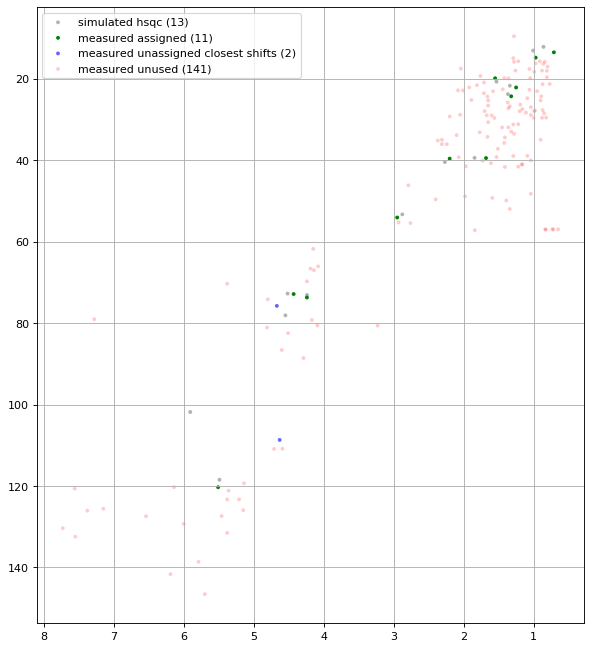 simulated hsqc (13)
measured assigned (11)
measured unassigned closest shifts (2)
measured unused (141)
20
40
60
80
100
120
140
8 7 6 5 4 3 2 1